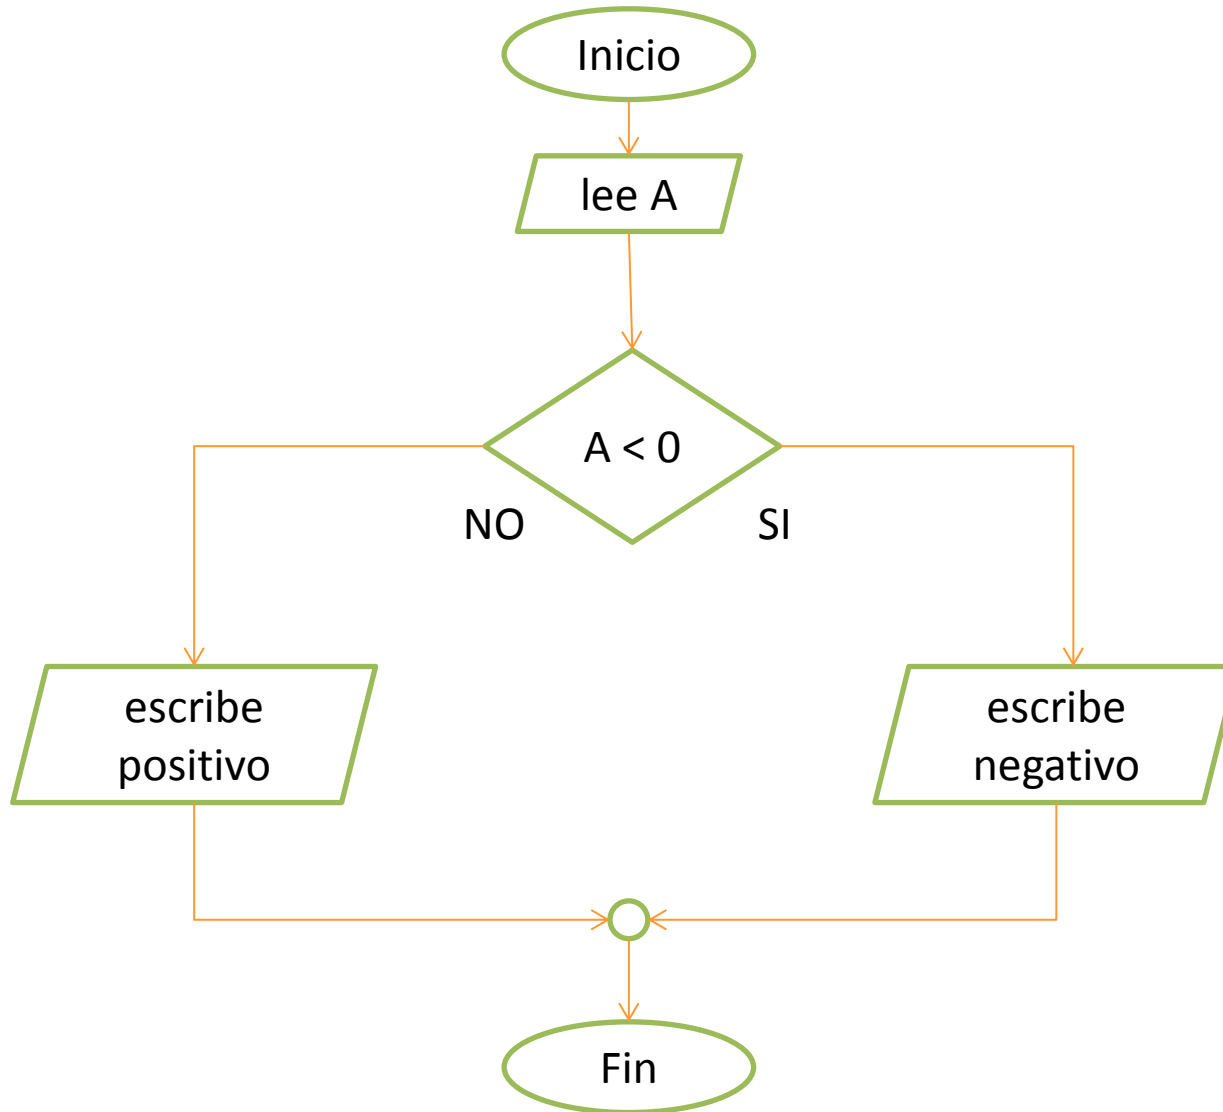 Inicio
lee A
A < 0
NO
SI
escribe
positivo
escribe
negativo
Fin